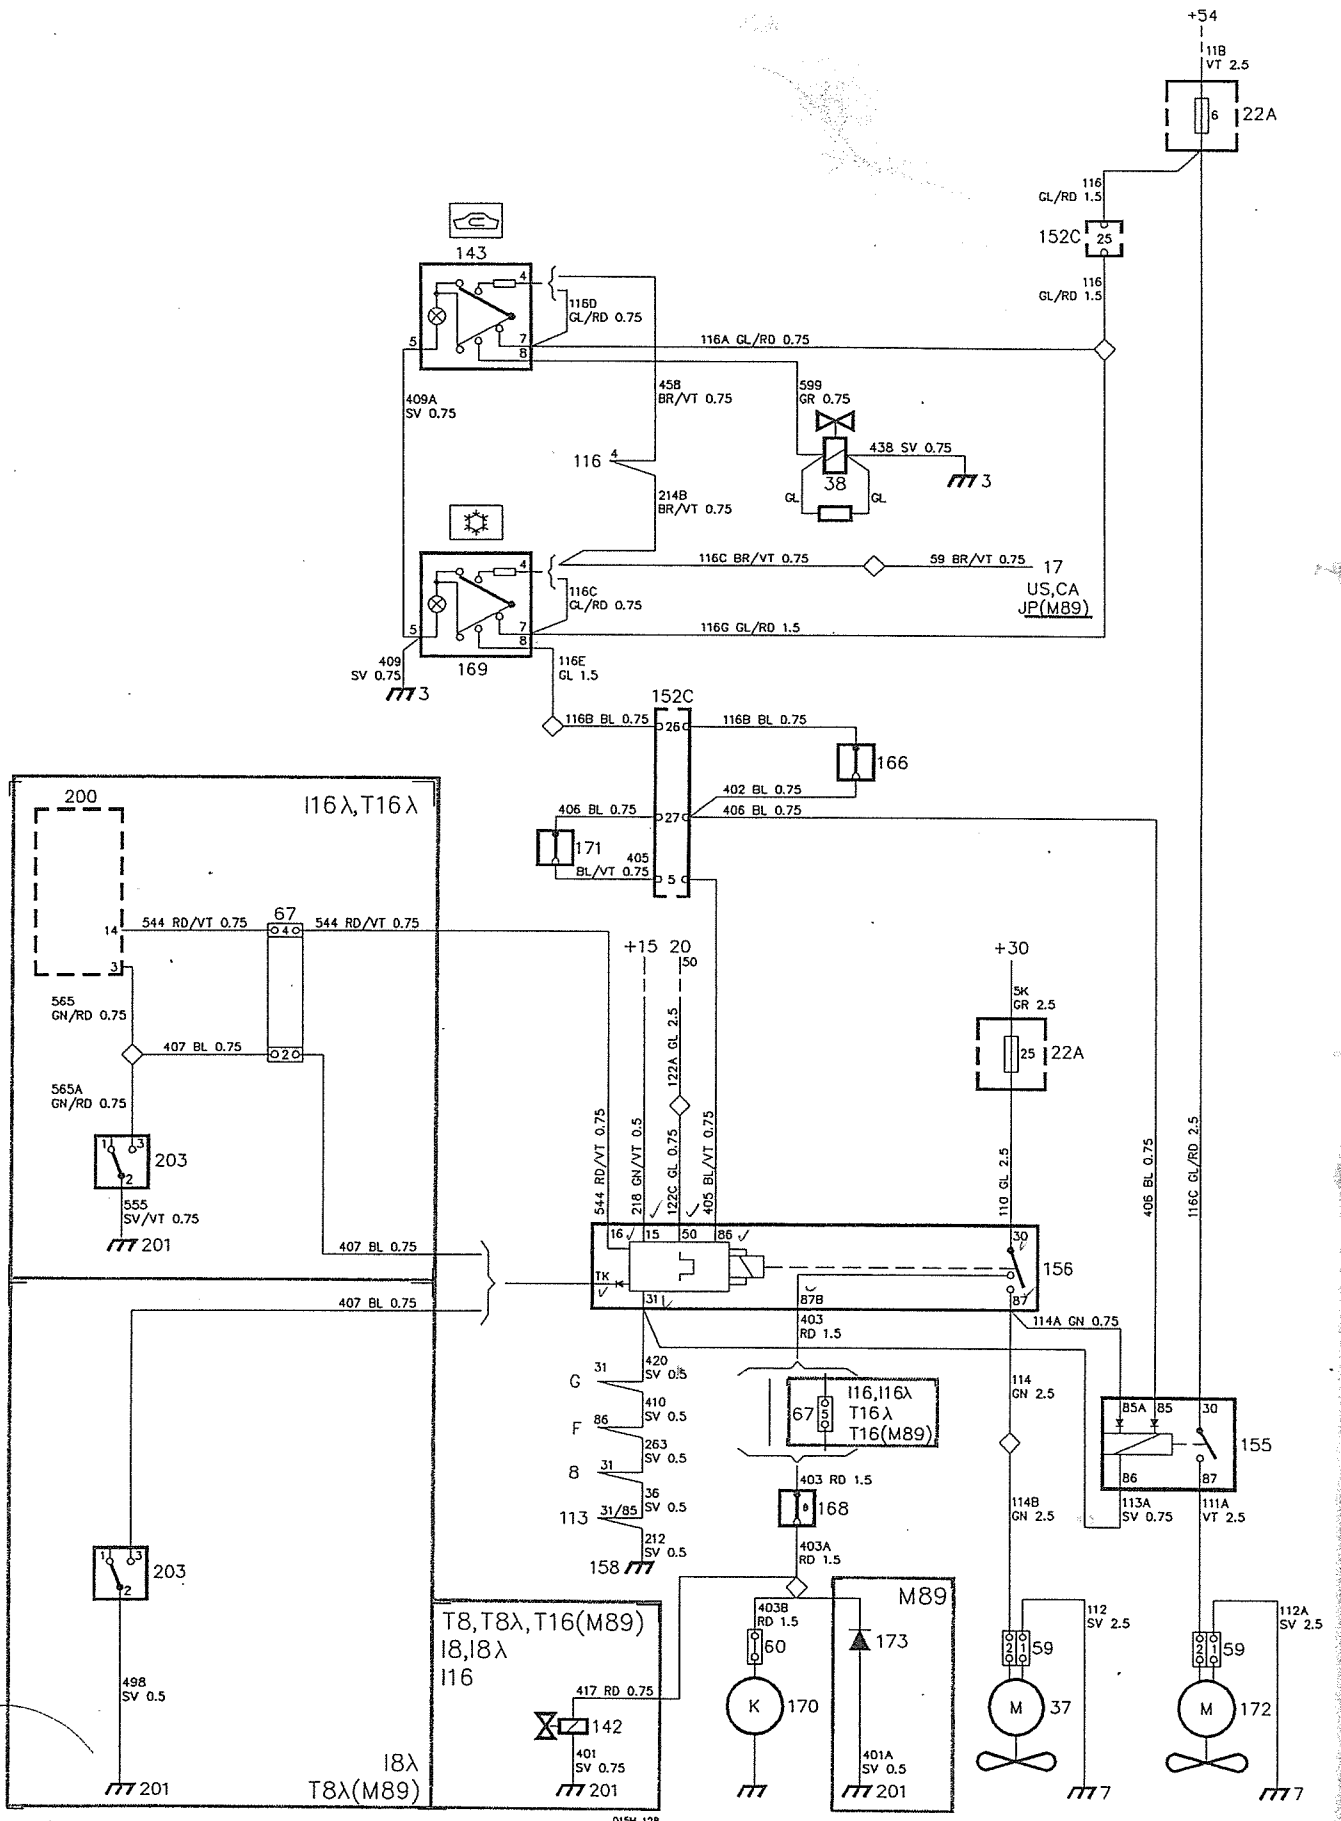 +54
11B
VT 2.5
6
22A
116
GL/RD 1.5
152C
25
116
GL/RD 1.5
143
4
116D
GL/RD 0.75
7
116A GL/RD 0.75
5
8
409A
SV 0.75
45B
BR/VT 0.75
599
GR 0.75
438 SV 0.75
116
4
38
3
GL
GL
214B
BR/VT 0.75
4
116C BR/VT 0.75
59 BR/VT 0.75
17
US,CA
JP(M89)
116C
GL/RD 0.75
5
7
116G GL/RD 1.5
8
409
SV 0.75
169
116E
GL 1.5
3
152C
116B BL 0.75
26
116B BL 0.75
166
200
I16λ,T16λ
402 BL 0.75
406 BL 0.75
27
406 BL 0.75
171
405
BL/VT 0.75
5
67
14
544 RD/VT 0.75
4
544 RD/VT 0.75
+15
20
50
+30
3
565
GN/RD 0.75
5K
GR 2.5
407 BL 0.75
2
25
22A
565A
GN/RD 0.75
122A GL 2.5
1
3
203
2
544 RD/VT 0.75
218 GN/VT 0.5
122C GL 0.75
405 BL/VT 0.75
110 GL 2.5
406 BL 0.75
116C GL/RD 2.5
555
SV/VT 0.75
201
407 BL 0.75
16
15
50
86
30
156
TK
407 BL 0.75
31
87B
87
403
RD 1.5
114A GN 0.75
G
31
420
SV 0.5
114
GN 2.5
410
SV 0.5
67
5
I16,I16λ
T16λ
T16(M89)
85A
85
30
F
86
155
263
SV 0.5
8
31
403 RD 1.5
86
87
36
SV 0.5
168
114B
GN 2.5
113A
SV 0.75
111A
VT 2.5
113
31/85
212
SV 0.5
403A
RD 1.5
158
1
3
203
2
M89
T8,T8λ,T16(M89)
I8,I8λ
I16
403B
RD 1.5
112
SV 2.5
112A
SV 2.5
60
173
2
1
59
2
1
59
498
SV 0.5
417 RD 0.75
K
170
M
37
M
172
142
401
SV 0.75
401A
SV 0.5
I8λ
T8λ(M89)
201
201
201
7
7